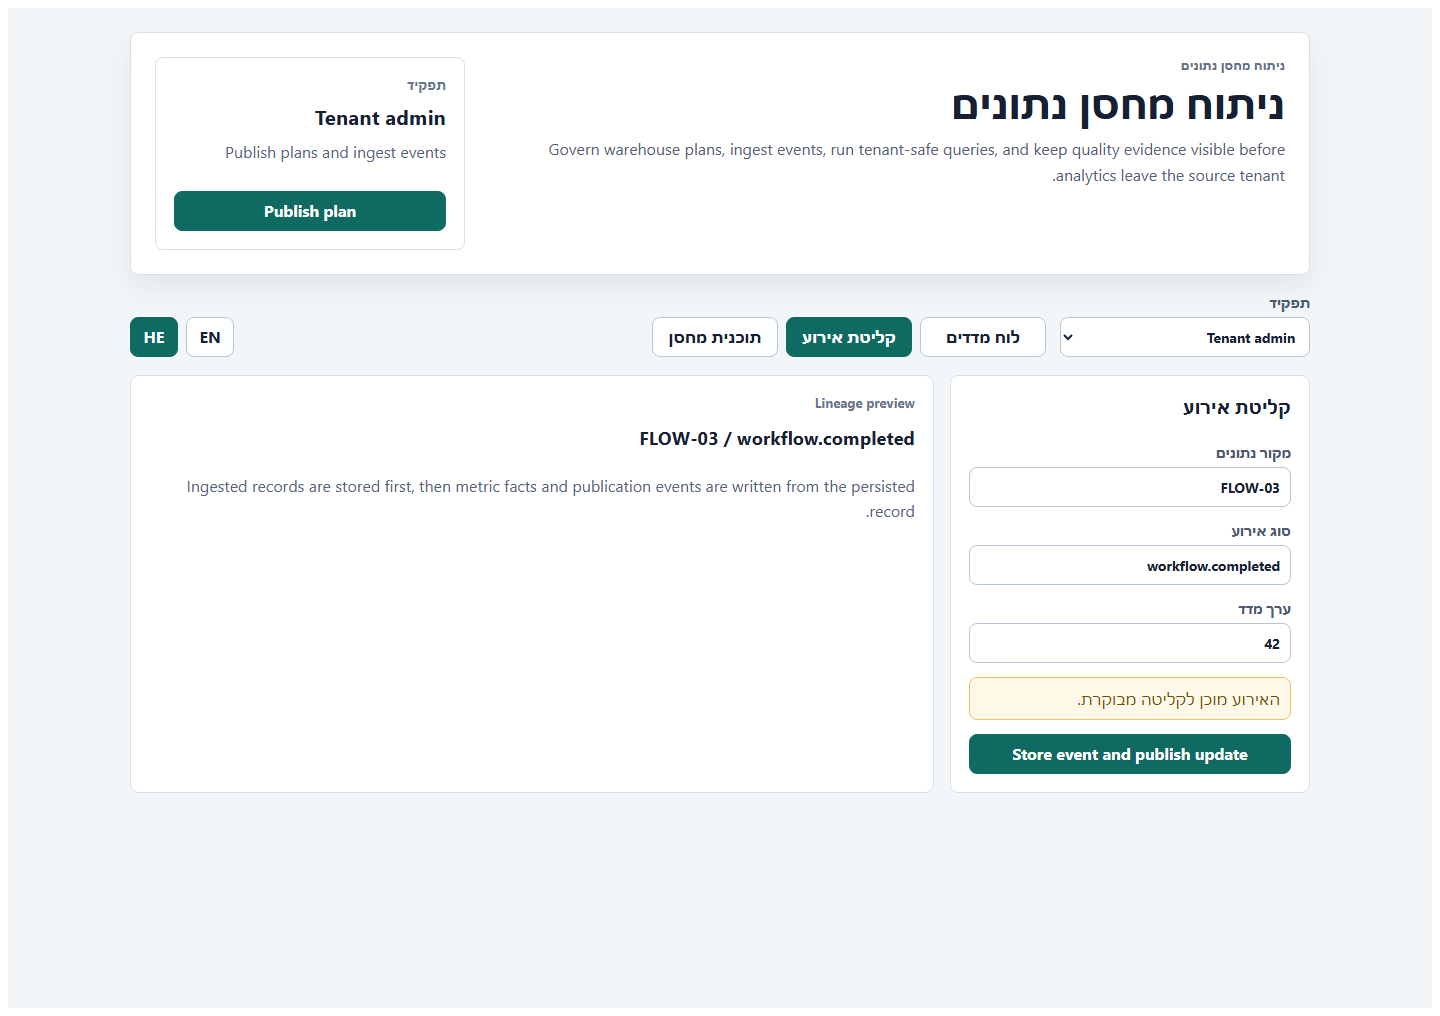 ניתוח מחסן נתונים
ניתוח מחסן נתונים
Govern warehouse plans, ingest events, run tenant-safe queries, and keep quality evidence visible before
analytics leave the source tenant.
תפקיד
Tenant admin
Publish plans and ingest events
Publish plan
תפקיד
Tenant admin
לוח מדדים
קליטת אירוע
תוכנית מחסן
EN
HE
קליטת אירוע
מקור נתונים
FLOW-03
סוג אירוע
workflow.completed
ערך מדד
42
האירוע מוכן לקליטה מבוקרת.
Store event and publish update
Lineage preview
FLOW-03 / workflow.completed
Ingested records are stored first, then metric facts and publication events are written from the persisted
record.